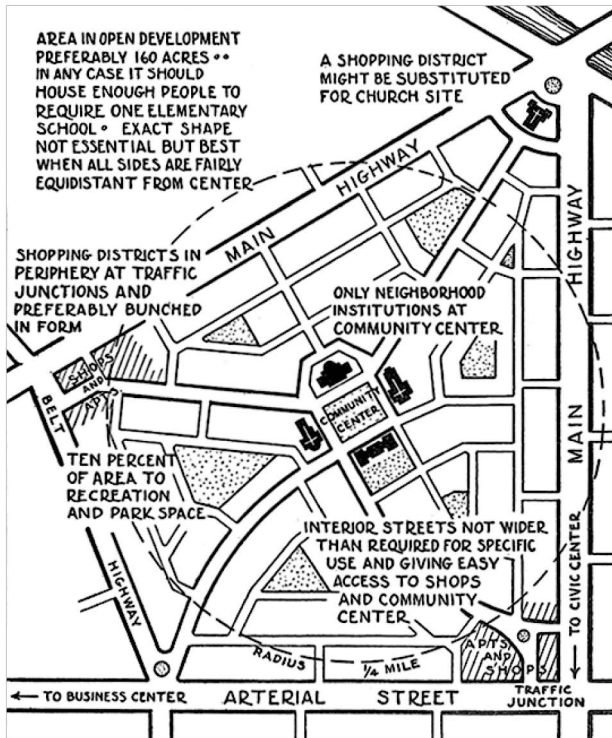 AREA IN OPEN DEVELOPMENT
PREFERABLY 160 ACRES ••
IN ANY CASE IT SHOULD
HOUSE ENOUGH PEOPLE TO
REQUIRE ONE ELEMENTARY
SCHOOL • EXACT SHAPE
NOT ESSENTIAL BUT BEST
WHEN ALL SIDES ARE FAIRLY
EQUIDISTANT FROM CENTER
A SHOPPING DISTRICT
MIGHT BE SUBSTITUTED
FOR CHURCH SITE
MAIN HIGHWAY
SHOPPING DISTRICTS IN
PERIPHERY AT TRAFFIC
JUNCTIONS AND
PREFERABLY BUNCHED
IN FORM
ONLY NEIGHBORHOOD
INSTITUTIONS AT
COMMUNITY CENTER
MAIN HIGHWAY
SHOPS
AND
APTS
BELT HIGHWAY
COMMUNITY
CENTER
TEN PERCENT
OF AREA TO
RECREATION
AND PARK SPACE
INTERIOR STREETS NOT WIDER
THAN REQUIRED FOR SPECIFIC
USE AND GIVING EASY
ACCESS TO SHOPS
AND COMMUNITY
CENTER
→ TO CIVIC CENTER
APTS
AND
SHOPS
RADIUS 1/4 MILE
TRAFFIC
JUNCTION
← TO BUSINESS CENTER
ARTERIAL STREET